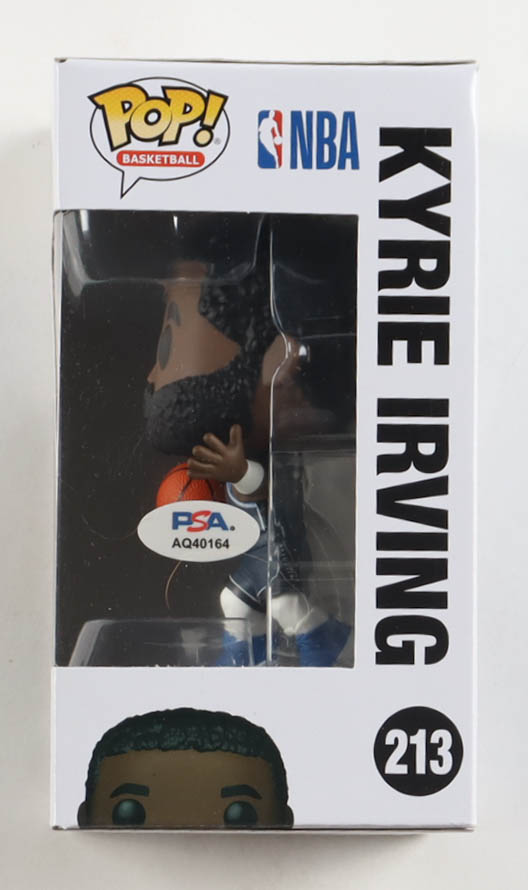 POP!
BASKETBALL
NBA
KYRIE IRVING
PSA.
AQ40164
213